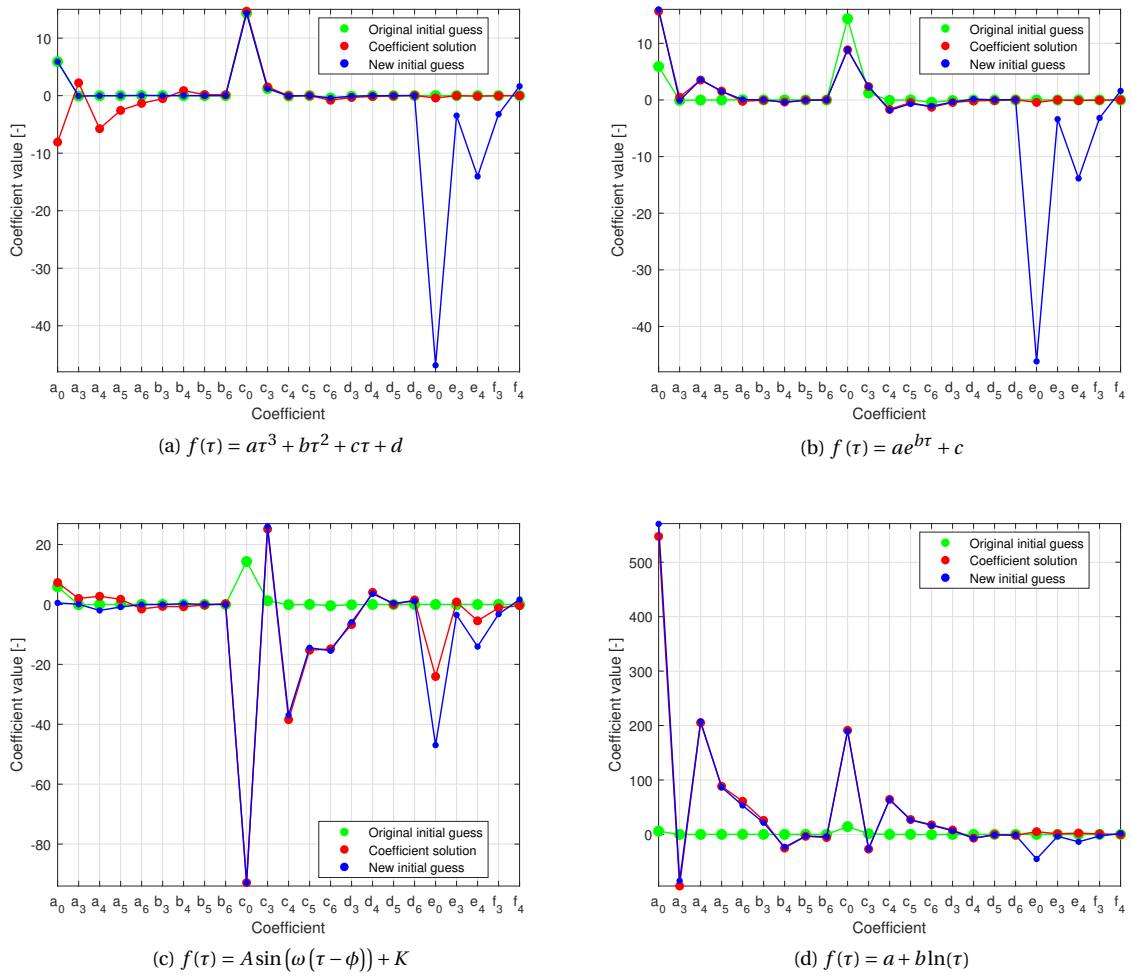 10
0
-10
-20
-30
-40
Coefficient value [-]
Original initial guess
Coefficient solution
New initial guess
a0 a3 a4 a5 a6 b3 b4 b5 b6 c0 c3 c4 c5 c6 d3 d4 d5 d6 e0 e3 e4 f3 f4
Coefficient
(a) f(τ) = aτ³ + bτ² + cτ + d
10
0
-10
-20
-30
-40
Coefficient value [-]
Original initial guess
Coefficient solution
New initial guess
a0 a3 a4 a5 a6 b3 b4 b5 b6 c0 c3 c4 c5 c6 d3 d4 d5 d6 e0 e3 e4 f3 f4
Coefficient
(b) f(τ) = ae^{bτ} + c
20
0
-20
-40
-60
-80
Coefficient value [-]
Original initial guess
Coefficient solution
New initial guess
a0 a3 a4 a5 a6 b3 b4 b5 b6 c0 c3 c4 c5 c6 d3 d4 d5 d6 e0 e3 e4 f3 f4
Coefficient
(c) f(τ) = A sin(ω(τ − ϕ)) + K
500
400
300
200
100
0
Coefficient value [-]
Original initial guess
Coefficient solution
New initial guess
a0 a3 a4 a5 a6 b3 b4 b5 b6 c0 c3 c4 c5 c6 d3 d4 d5 d6 e0 e3 e4 f3 f4
Coefficient
(d) f(τ) = a + b ln(τ)